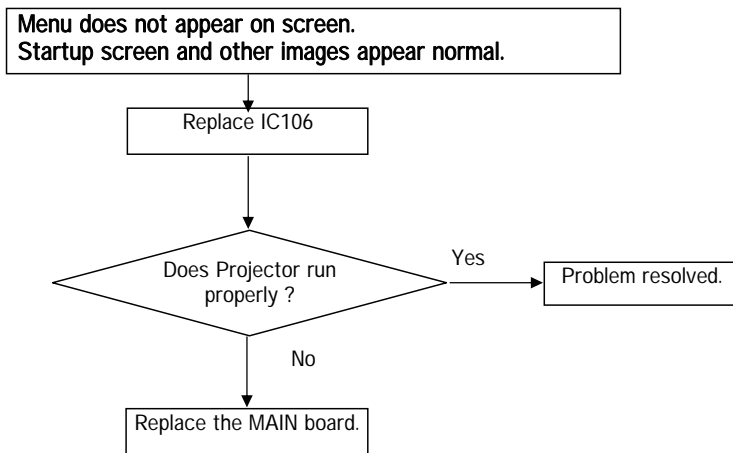 Menu does not appear on screen.
Startup screen and other images appear normal.
Replace IC106
Does Projector run
properly ?
Yes
Problem resolved.
No
Replace the MAIN board.